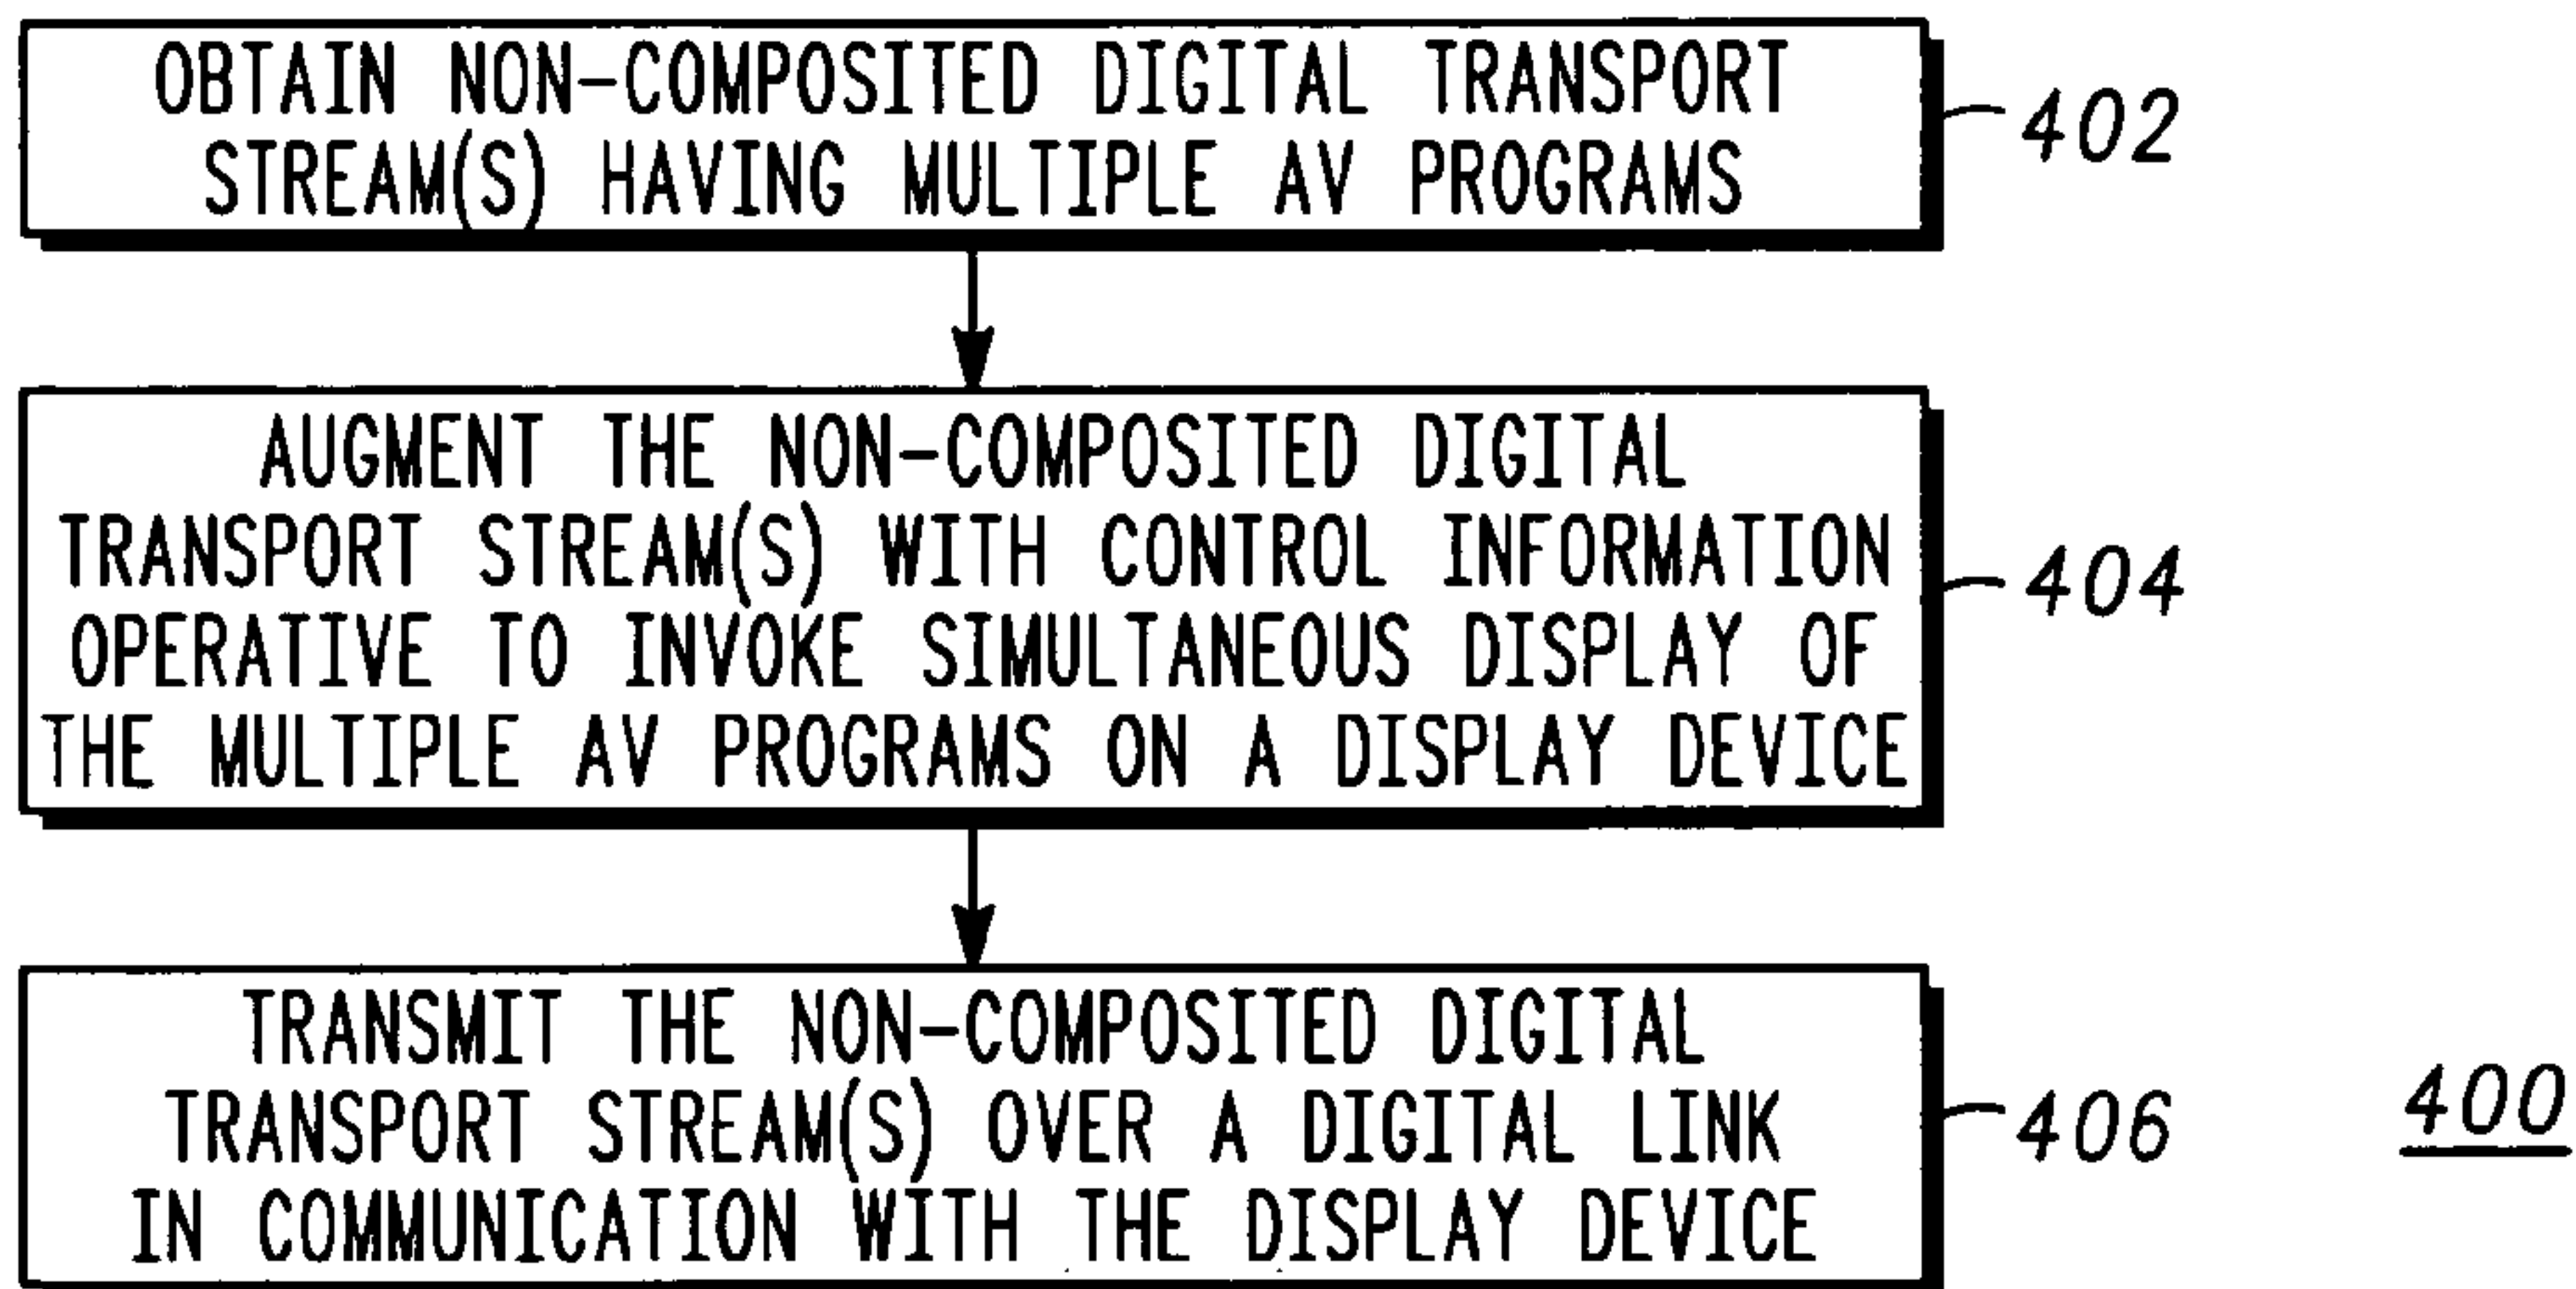 OBTAIN NON-COMPOSITED DIGITAL TRANSPORT
STREAM(S) HAVING MULTIPLE AV PROGRAMS
402
AUGMENT THE NON-COMPOSITED DIGITAL
TRANSPORT STREAM(S) WITH CONTROL INFORMATION
OPERATIVE TO INVOKE SIMULTANEOUS DISPLAY OF
THE MULTIPLE AV PROGRAMS ON A DISPLAY DEVICE
404
TRANSMIT THE NON-COMPOSITED DIGITAL
TRANSPORT STREAM(S) OVER A DIGITAL LINK
IN COMMUNICATION WITH THE DISPLAY DEVICE
406
400